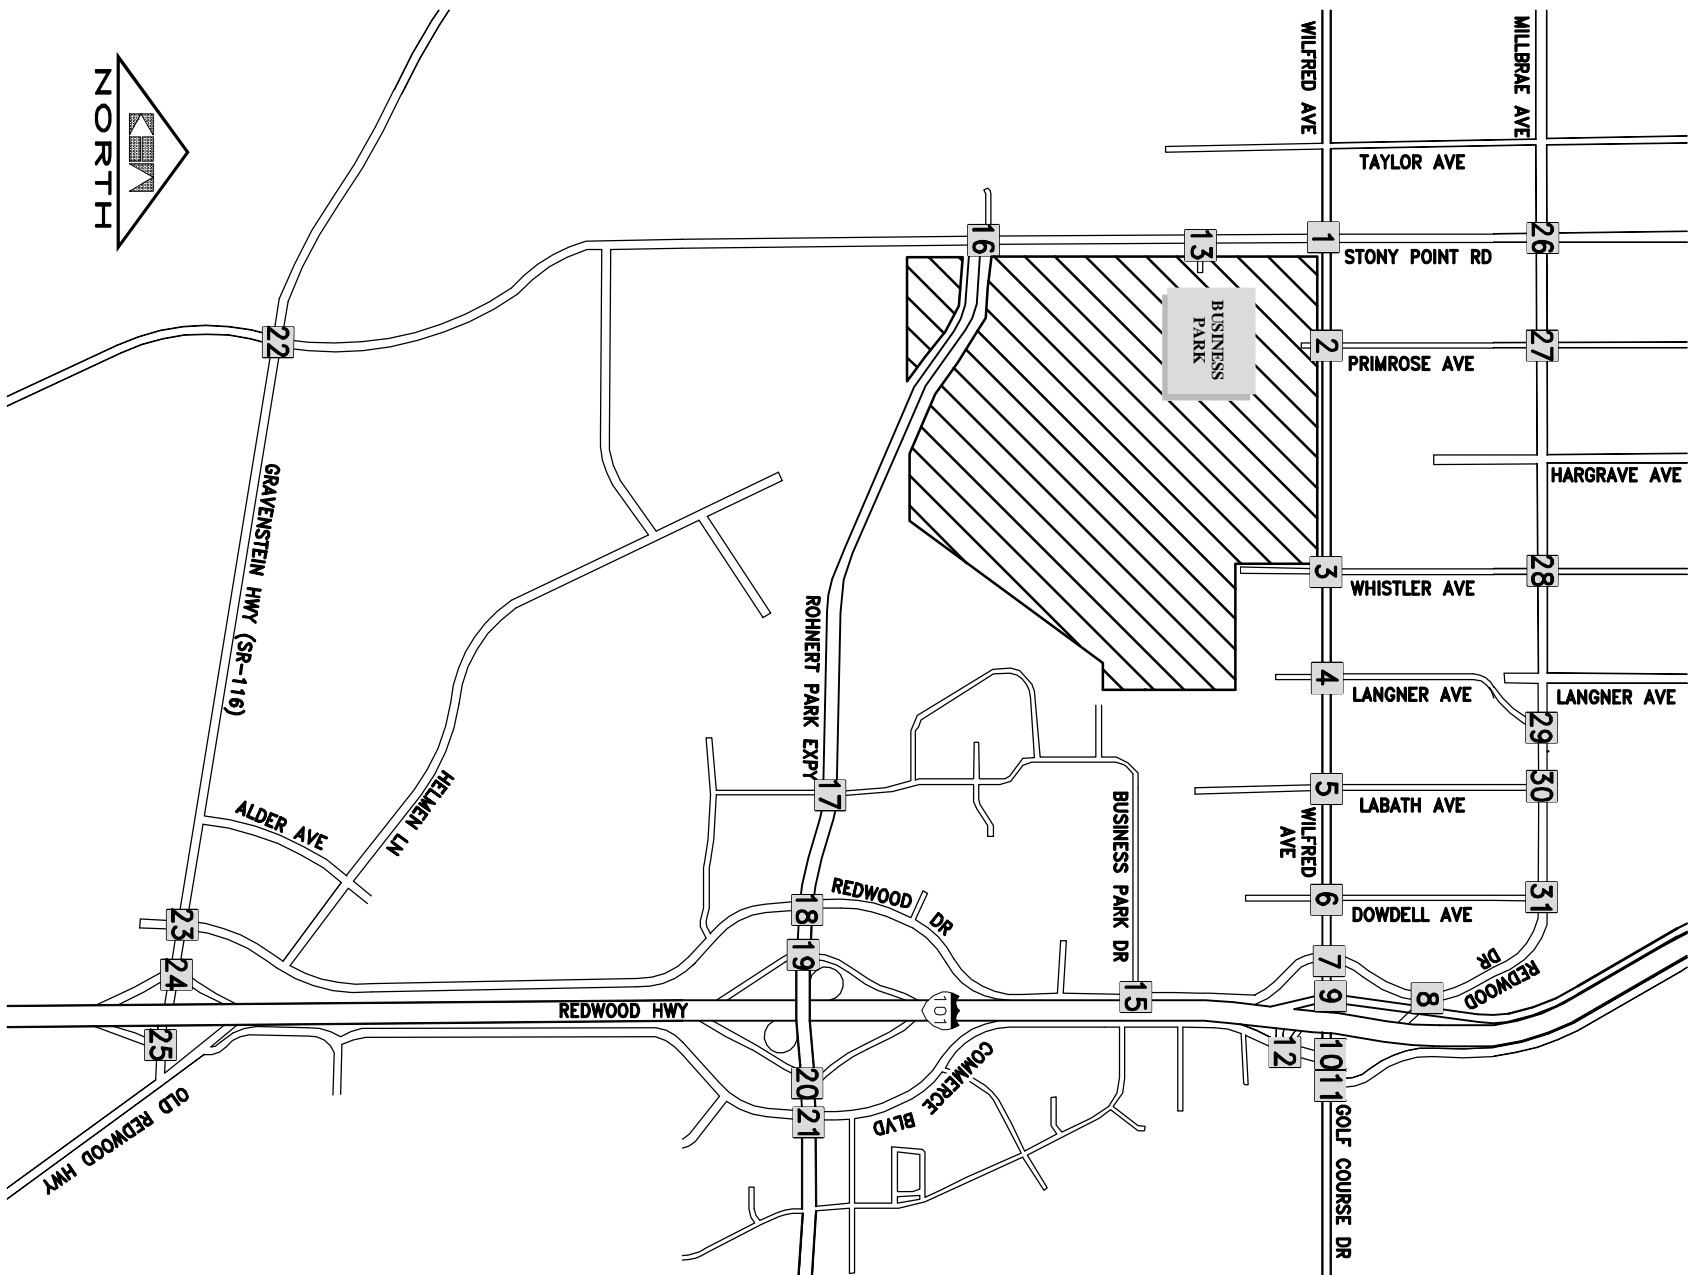 WILFRED AVE
MILLBRAE AVE
TAYLOR AVE
NORTH
16
13
1
STONY POINT RD
26
BUSINESS
PARK
22
2
PRIMROSE AVE
27
HARGRAVE AVE
GRAVENSTEIN HWY (SR-116)
3
WHISTLER AVE
28
ROHNERT PARK EXPY
4
LANGNER AVE
LANGNER AVE
29
17
5
LABATH AVE
30
WILFRED
AVE
BUSINESS PARK DR
HELMEN LN
ALDER AVE
REDWOOD DR
18
6
DOWDELL AVE
31
23
19
7
REDWOOD
DR
24
15
9
8
REDWOOD HWY
101
25
12
10
11
20
21
COMMERCE BLVD
OLD REDWOOD HWY
GOLF COURSE DR